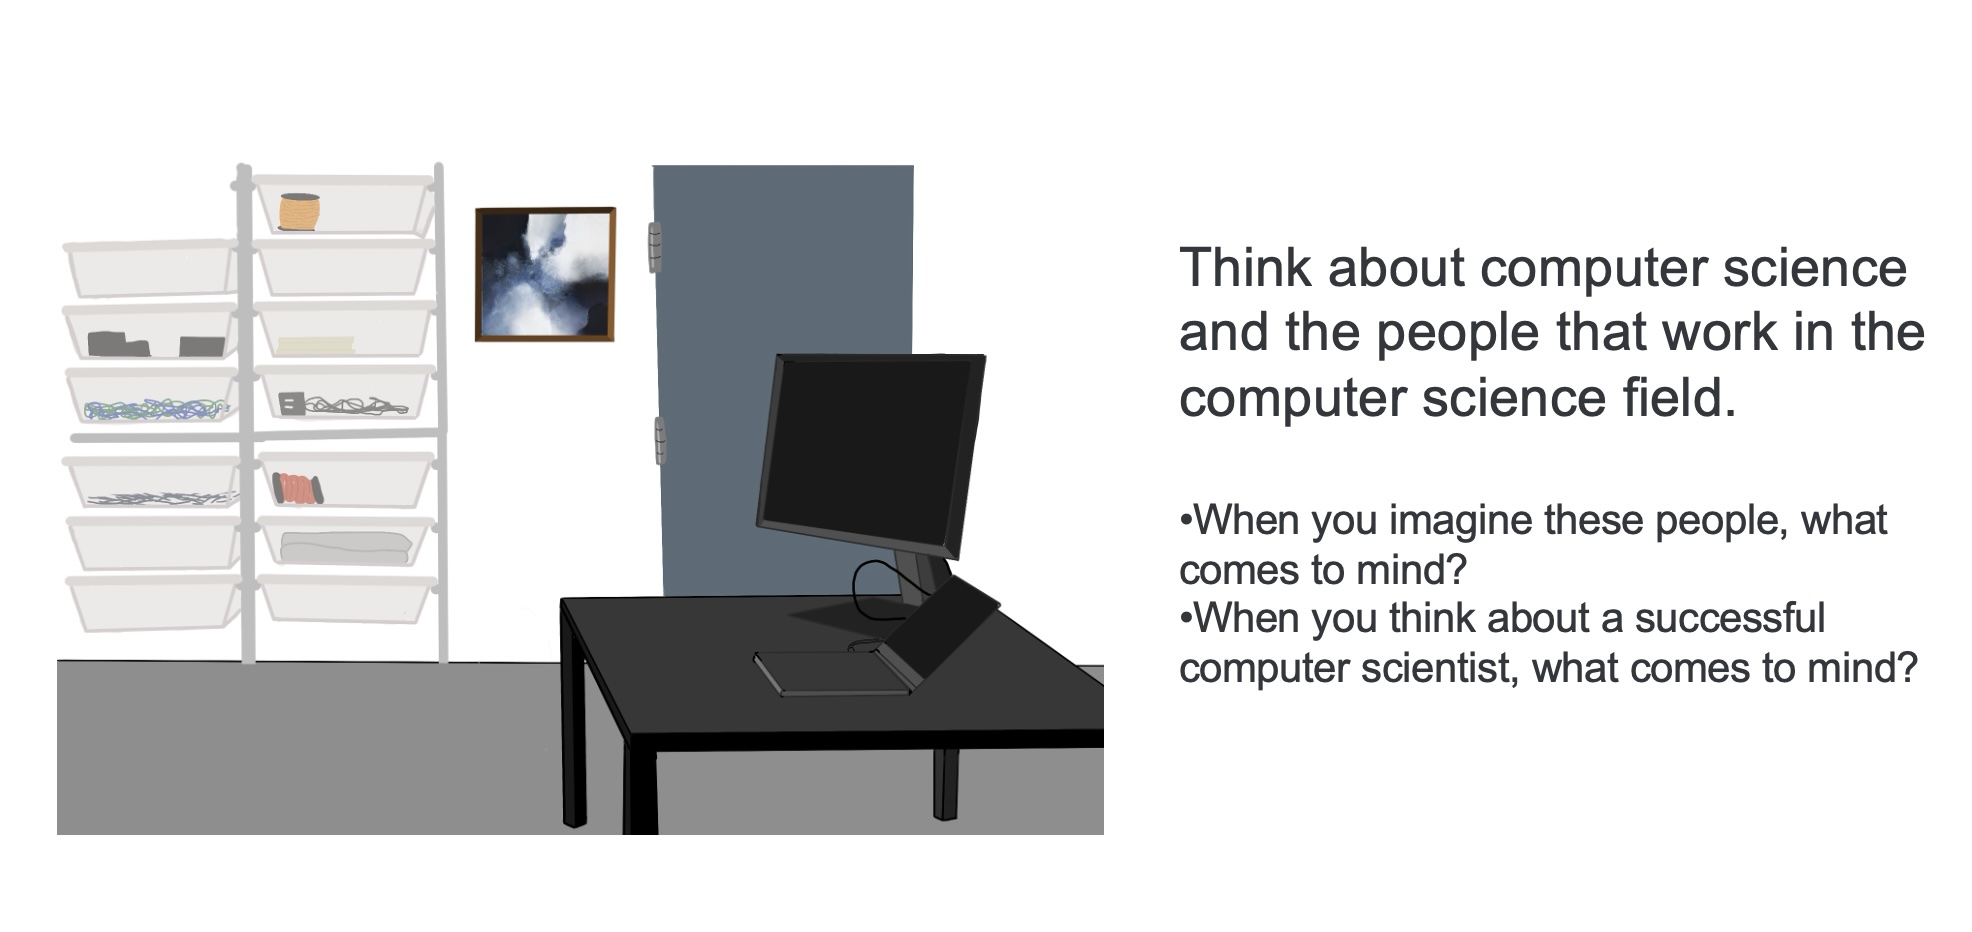 Think about computer science
and the people that work in the
computer science field.
•When you imagine these people, what
comes to mind?
•When you think about a successful
computer scientist, what comes to mind?